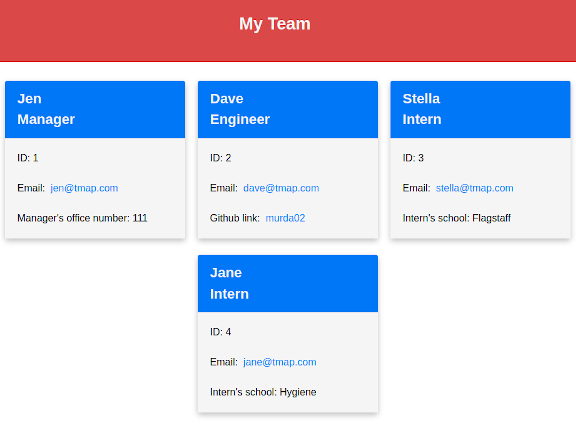 My Team
Jen
Manager
ID: 1
Email: jen@tmap.com
Manager's office number: 111
Dave
Engineer
ID: 2
Email: dave@tmap.com
Github link: murda02
Stella
Intern
ID: 3
Email: stella@tmap.com
Intern's school: Flagstaff
Jane
Intern
ID: 4
Email: jane@tmap.com
Intern's school: Hygiene